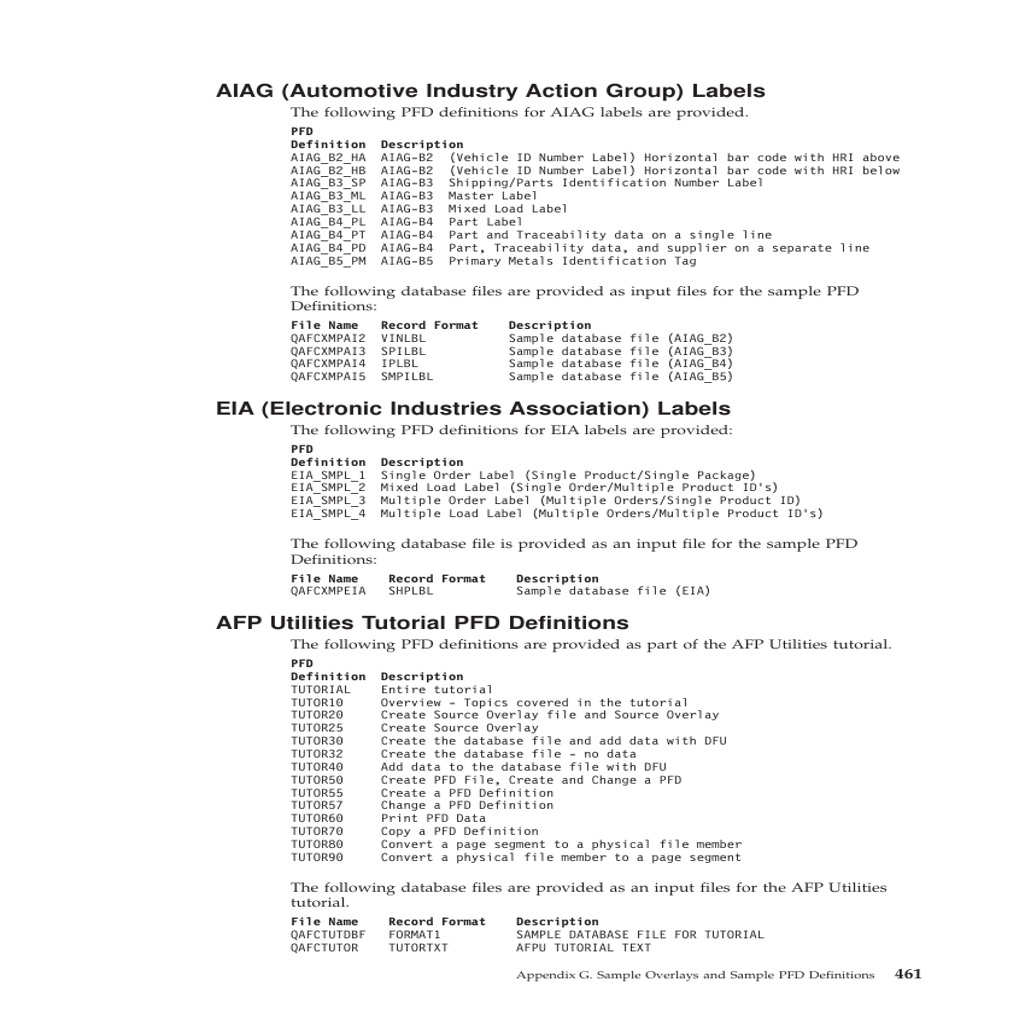 AIAG (Automotive Industry Action Group) Labels
The following PFD definitions for AIAG labels are provided.
PFD
Definition Description
AIAG_B2_HA AIAG-B2 (Vehicle ID Number Label) Horizontal bar code with HRI above
AIAG_B2_HB AIAG-B2 (Vehicle ID Number Label) Horizontal bar code with HRI below
AIAG_B3_SP AIAG-B3 Shipping/Parts Identification Number Label
AIAG_B3_ML AIAG-B3 Master Label
AIAG_B3_LL AIAG-B3 Mixed Load Label
AIAG_B4_PL AIAG-B4 Part Label
AIAG_B4_PT AIAG-B4 Part and Traceability data on a single line
AIAG_B4_PD AIAG-B4 Part, Traceability data, and supplier on a separate line
AIAG_B5_PM AIAG-B5 Primary Metals Identification Tag
The following database files are provided as input files for the sample PFD
Definitions:
File Name Record Format Description
QAFCXMPAI2 VINLBL Sample database file (AIAG_B2)
QAFCXMPAI3 SPILBL Sample database file (AIAG_B3)
QAFCXMPAI4 IPLBL Sample database file (AIAG_B4)
QAFCXMPAI5 SMPILBL Sample database file (AIAG_B5)
EIA (Electronic Industries Association) Labels
The following PFD definitions for EIA labels are provided:
PFD
Definition Description
EIA_SMPL_1 Single Order Label (Single Product/Single Package)
EIA_SMPL_2 Mixed Load Label (Single Order/Multiple Product ID's)
EIA_SMPL_3 Multiple Order Label (Multiple Orders/Single Product ID)
EIA_SMPL_4 Multiple Load Label (Multiple Orders/Multiple Product ID's)
The following database file is provided as an input file for the sample PFD
Definitions:
File Name Record Format Description
QAFCXMPEIA SHPLBL Sample database file (EIA)
AFP Utilities Tutorial PFD Definitions
The following PFD definitions are provided as part of the AFP Utilities tutorial.
PFD
Definition Description
TUTORIAL Entire tutorial
TUTOR10 Overview - Topics covered in the tutorial
TUTOR20 Create Source Overlay file and Source Overlay
TUTOR25 Create Source Overlay
TUTOR30 Create the database file and add data with DFU
TUTOR32 Create the database file - no data
TUTOR40 Add data to the database file with DFU
TUTOR50 Create PFD File, Create and Change a PFD
TUTOR55 Create a PFD Definition
TUTOR57 Change a PFD Definition
TUTOR60 Print PFD Data
TUTOR70 Copy a PFD Definition
TUTOR80 Convert a page segment to a physical file member
TUTOR90 Convert a physical file member to a page segment
The following database files are provided as an input files for the AFP Utilities
tutorial.
File Name Record Format Description
QAFCTUTDBF FORMAT1 SAMPLE DATABASE FILE FOR TUTORIAL
QAFCTUTOR TUTORTXT AFPU TUTORIAL TEXT
Appendix G. Sample Overlays and Sample PFD Definitions 461